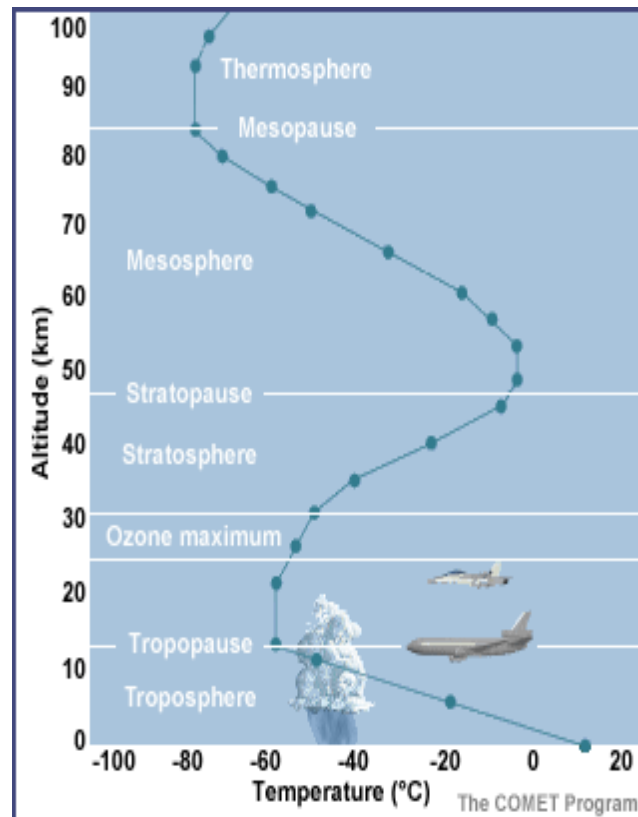 100
Thermosphere
90
Mesopause
80
70
Mesosphere
60
50
Stratopause
40
Stratosphere
30
Ozone maximum
20
Tropopause
10
Troposphere
0
Altitude (km)
-100 -80 -60 -40 -20 0 20
Temperature (°C)
The COMET Program